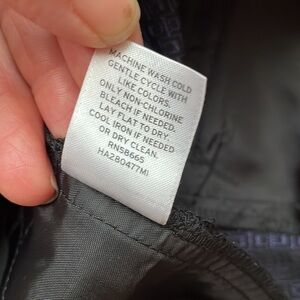 MACHINE WASH COLD
GENTLE CYCLE WITH
LIKE COLORS.
ONLY NON-CHLORINE
BLEACH IF NEEDED.
LAY FLAT TO DRY.
COOL IRON IF NEEDED
OR DRY CLEAN.
RN58665
HA280477MI